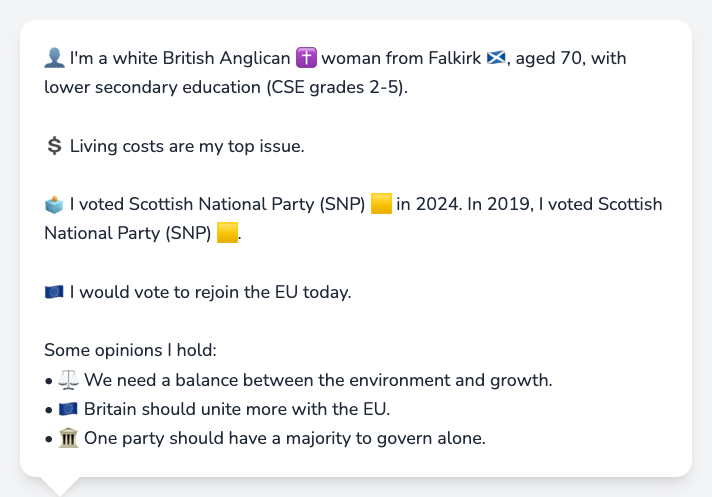 👤 I'm a white British Anglican ✝️ woman from Falkirk 🏴󠁧󠁢󠁳󠁣󠁴󠁿, aged 70, with
lower secondary education (CSE grades 2-5).
💲 Living costs are my top issue.
🗳️ I voted Scottish National Party (SNP) 🟨 in 2024. In 2019, I voted Scottish
National Party (SNP) 🟨.
🇪🇺 I would vote to rejoin the EU today.
Some opinions I hold:
• ⚖️ We need a balance between the environment and growth.
• 🇪🇺 Britain should unite more with the EU.
• 🏛️ One party should have a majority to govern alone.